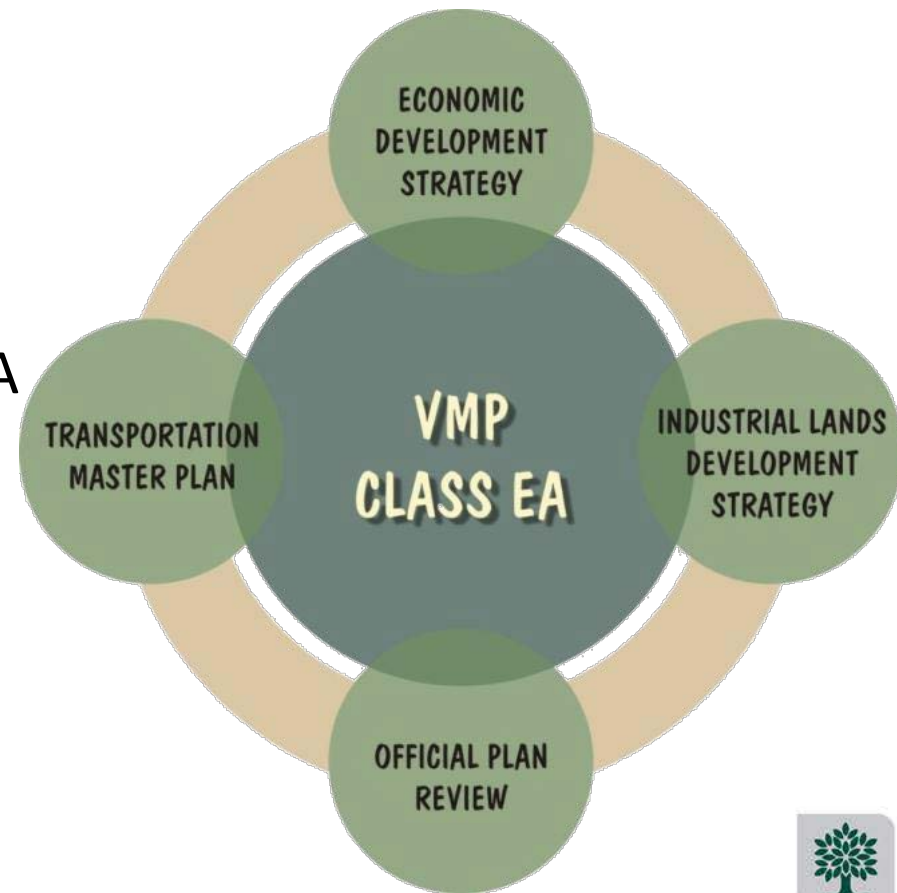 ECONOMIC
DEVELOPMENT
STRATEGY
A
TRANSPORTATION
MASTER PLAN
VMP
CLASS EA
INDUSTRIAL LANDS
DEVELOPMENT
STRATEGY
OFFICIAL PLAN
REVIEW